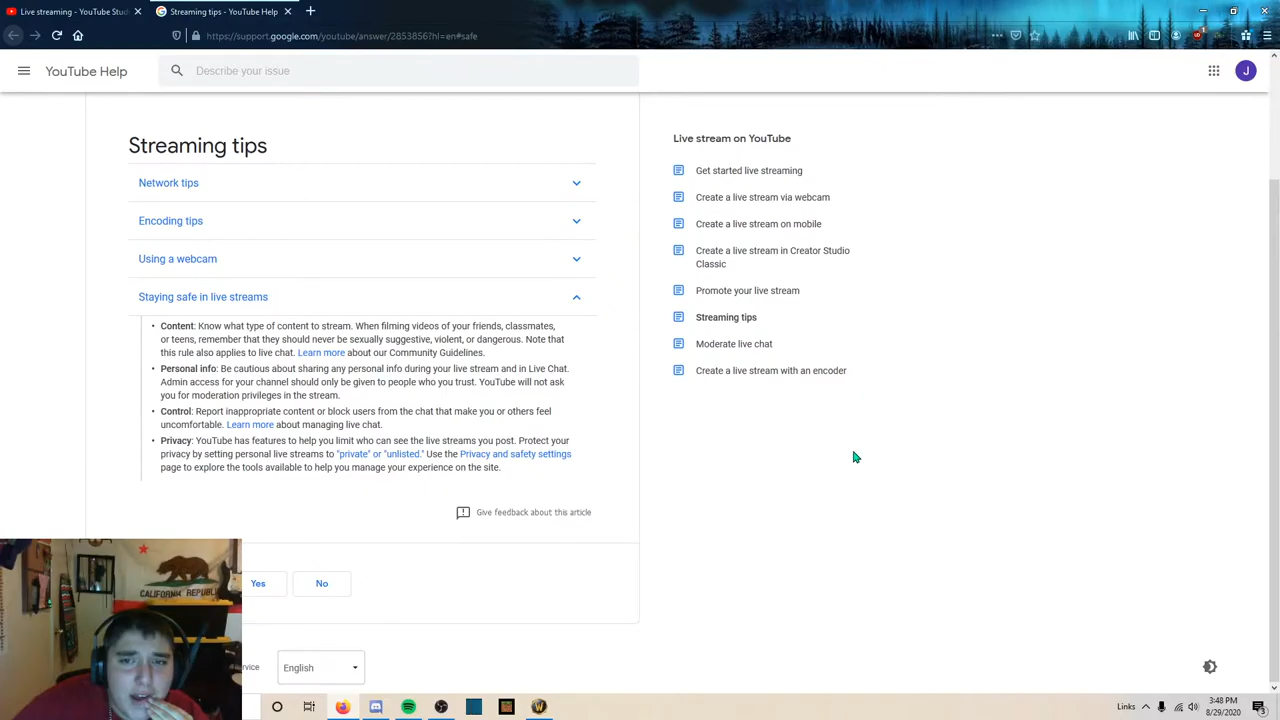 Live streaming - YouTube Stud
Streaming tips - YouTube Help
https://support.google.com/youtube/answer/2853856?hl=en#safe
YouTube Help
Describe your issue
J
Streaming tips
Network tips
Encoding tips
Using a webcam
Staying safe in live streams
• Content: Know what type of content to stream. When filming videos of your friends, classmates,
or teens, remember that they should never be sexually suggestive, violent, or dangerous. Note that
this rule also applies to live chat. Learn more about our Community Guidelines.
• Personal info: Be cautious about sharing any personal info during your live stream and in Live Chat.
Admin access for your channel should only be given to people who you trust. YouTube will not ask
you for moderation privileges in the stream.
• Control: Report inappropriate content or block users from the chat that make you or others feel
uncomfortable. Learn more about managing live chat.
• Privacy: YouTube has features to help you limit who can see the live streams you post. Protect your
privacy by setting personal live streams to "private" or "unlisted." Use the Privacy and safety settings
page to explore the tools available to help you manage your experience on the site.
Give feedback about this article
Yes
No
Live stream on YouTube
Get started live streaming
Create a live stream via webcam
Create a live stream on mobile
Create a live stream in Creator Studio
Classic
Promote your live stream
Streaming tips
Moderate live chat
Create a live stream with an encoder
CALIFORNIA REPUBLIC
ervice
English
Links
3:48 PM
8/29/2020
3